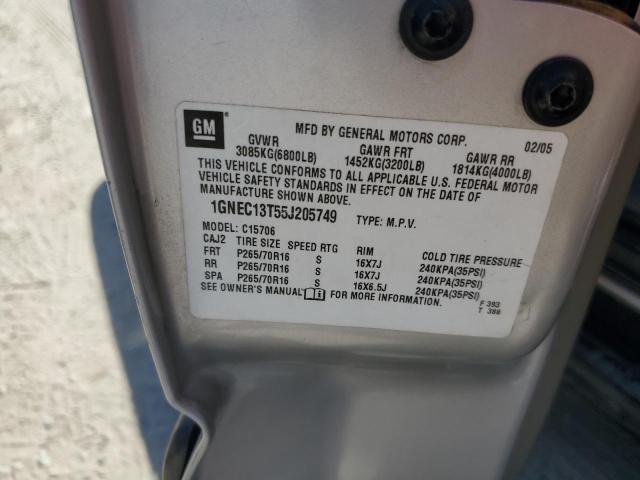 GM
MFD BY GENERAL MOTORS CORP. 02/05
GVWR GAWR FRT GAWR RR
3085KG(6800LB) 1452KG(3200LB) 1814KG(4000LB)
THIS VEHICLE CONFORMS TO ALL APPLICABLE U.S. FEDERAL MOTOR
VEHICLE SAFETY STANDARDS IN EFFECT ON THE DATE OF
MANUFACTURE SHOWN ABOVE.
1GNEC13T55J205749 TYPE: M.P.V.
MODEL: C15706
CAJ2 TIRE SIZE SPEED RTG RIM COLD TIRE PRESSURE
FRT P265/70R16 S 16X7J 240KPA(35PSI)
RR P265/70R16 S 16X7J 240KPA(35PSI)
SPA P265/70R16 S 16X6.5J 240KPA(35PSI)
SEE OWNER'S MANUAL FOR MORE INFORMATION.
F 393
T 386